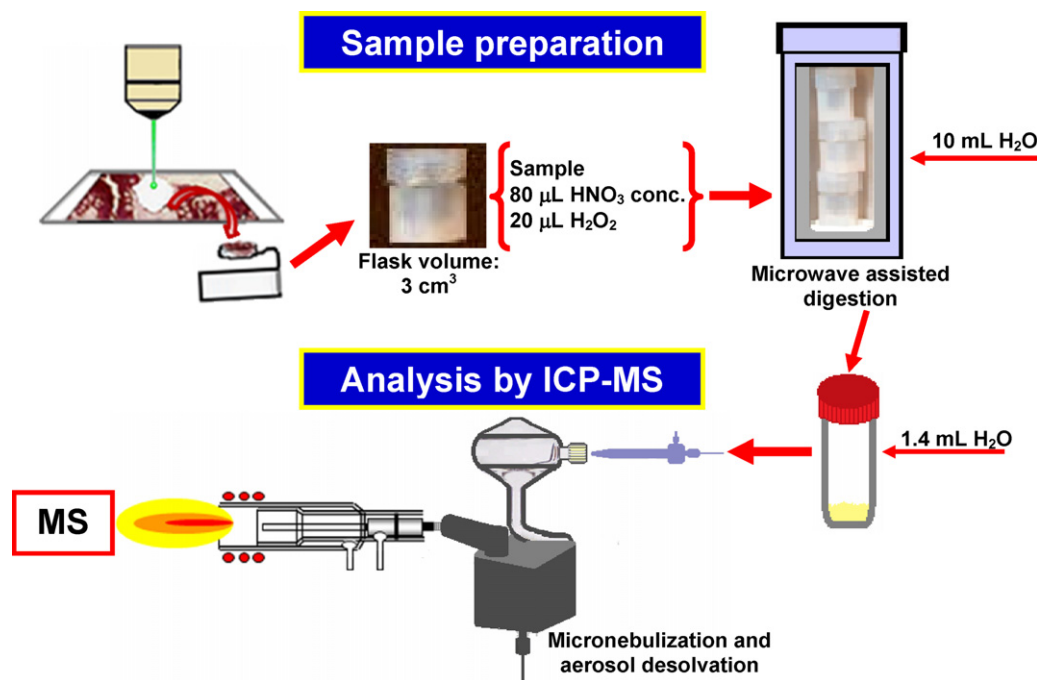 Sample preparation
Sample
80 μL HNO₃ conc.
20 μL H₂O₂
10 mL H₂O
Flask volume:
3 cm³
Microwave assisted
digestion
Analysis by ICP-MS
1.4 mL H₂O
MS
Micronebulization and
aerosol desolvation